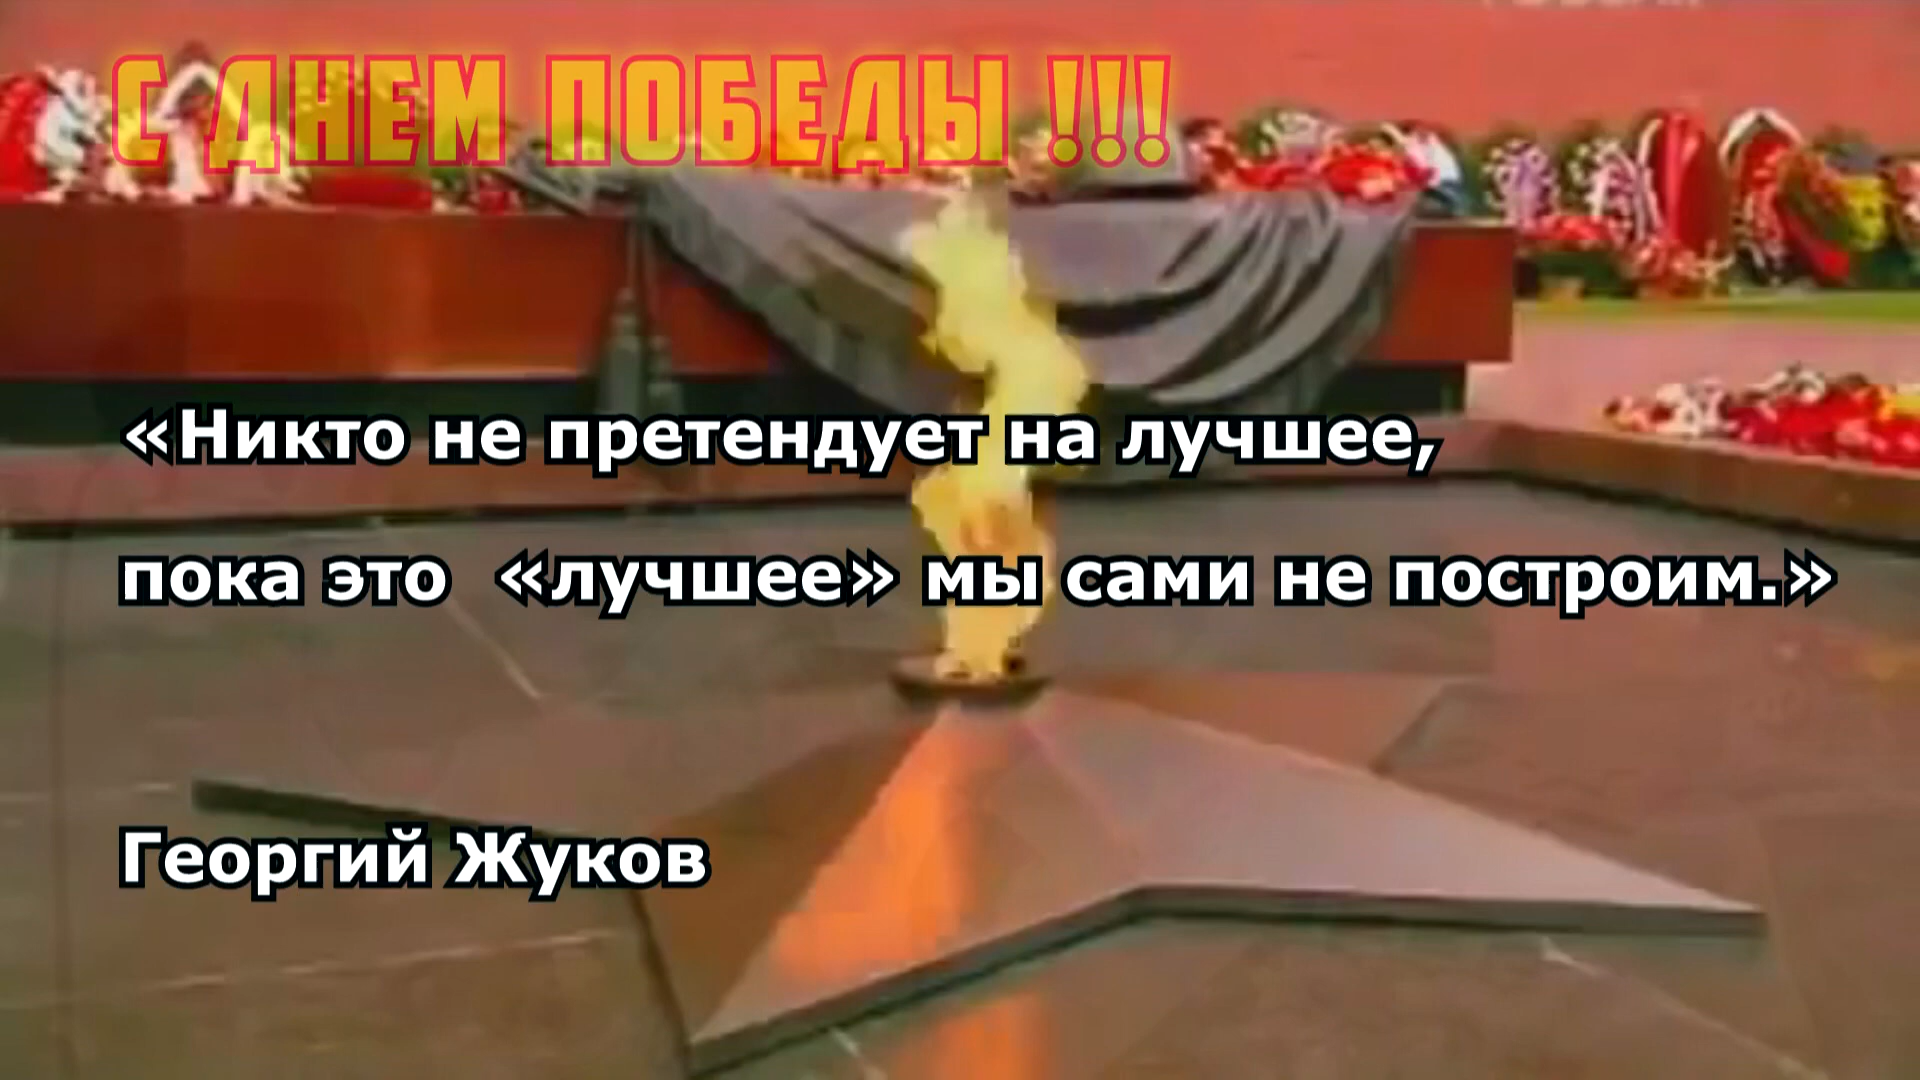 С ДНЕМ ПОБЕДЫ !!!
«Никто не претендует на лучшее,
пока это «лучшее» мы сами не построим.»
Георгий Жуков